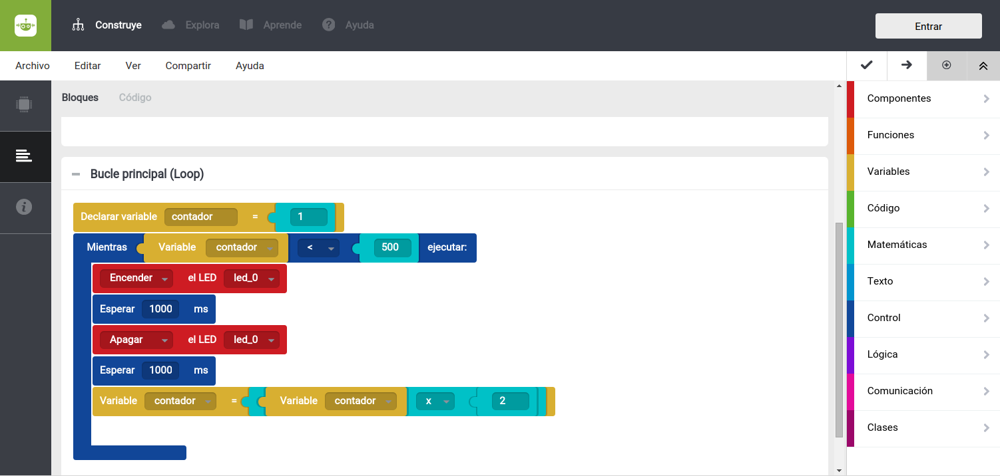 Construye Explora Aprende Ayuda Entrar
Archivo Editar Ver Compartir Ayuda
Bloques Código
Bucle principal (Loop)
Declarar variable contador = 1
Mientras Variable contador < 500 ejecutar:
Encender el LED led_0
Esperar 1000 ms
Apagar el LED led_0
Esperar 1000 ms
Variable contador = Variable contador x 2
Componentes
Funciones
Variables
Código
Matemáticas
Texto
Control
Lógica
Comunicación
Clases